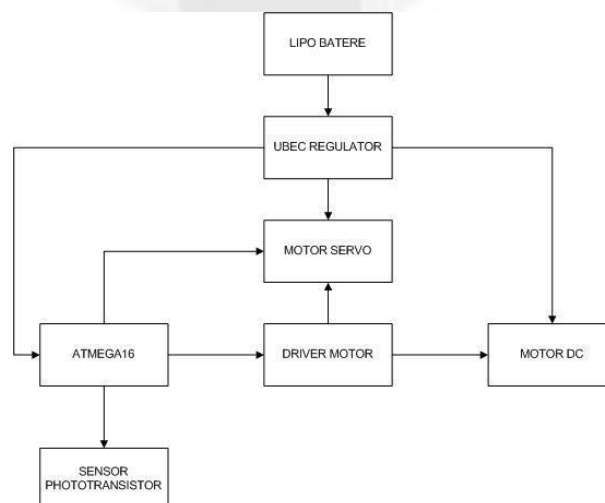 LIPO BATERE
UBEC REGULATOR
MOTOR SERVO
ATMEGA16
DRIVER MOTOR
MOTOR DC
SENSOR
PHOTOTRANSISTOR